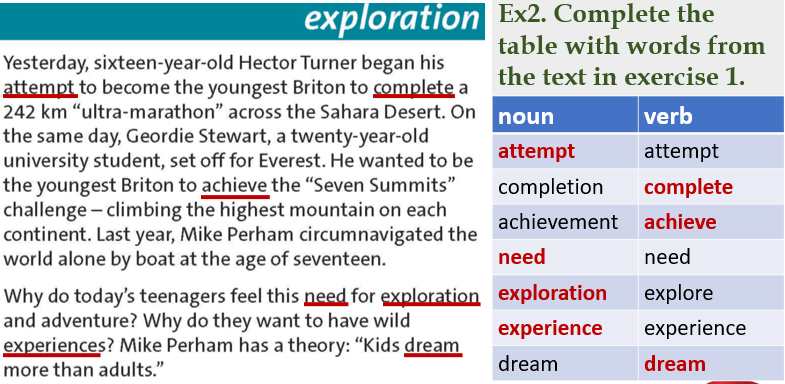 exploration
Yesterday, sixteen-year-old Hector Turner began his
attempt to become the youngest Briton to complete a
242 km “ultra-marathon” across the Sahara Desert. On
the same day, Geordie Stewart, a twenty-year-old
university student, set off for Everest. He wanted to be
the youngest Briton to achieve the “Seven Summits”
challenge – climbing the highest mountain on each
continent. Last year, Mike Perham circumnavigated the
world alone by boat at the age of seventeen.
Why do today’s teenagers feel this need for exploration
and adventure? Why do they want to have wild
experiences? Mike Perham has a theory: “Kids dream
more than adults.”
Ex2. Complete the
table with words from
the text in exercise 1.
noun verb
attempt attempt
completion complete
achievement achieve
need need
exploration explore
experience experience
dream dream